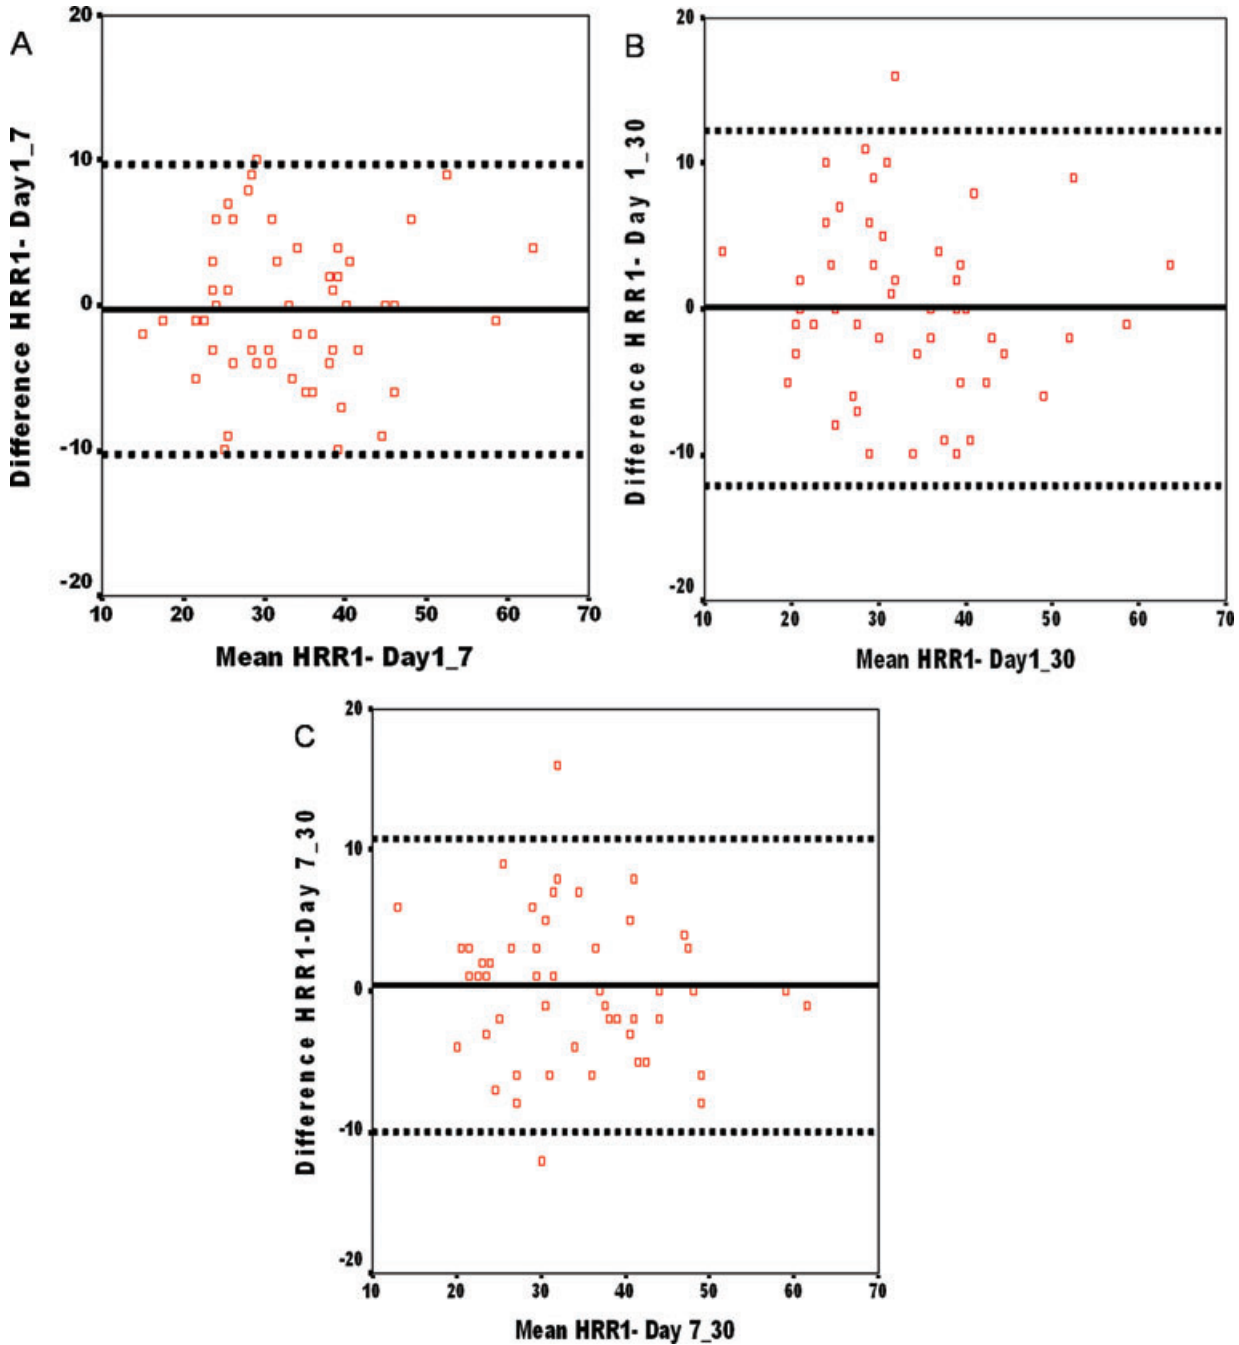 A
Difference HRR1- Day1_7
20
10
0
-10
-20
10 20 30 40 50 60 70
Mean HRR1- Day1_7
B
Difference HRR1- Day 1_30
20
10
0
-10
-20
10 20 30 40 50 60 70
Mean HRR1- Day1_30
C
Difference HRR1-Day 7_30
20
10
0
-10
-20
10 20 30 40 50 60 70
Mean HRR1- Day 7_30